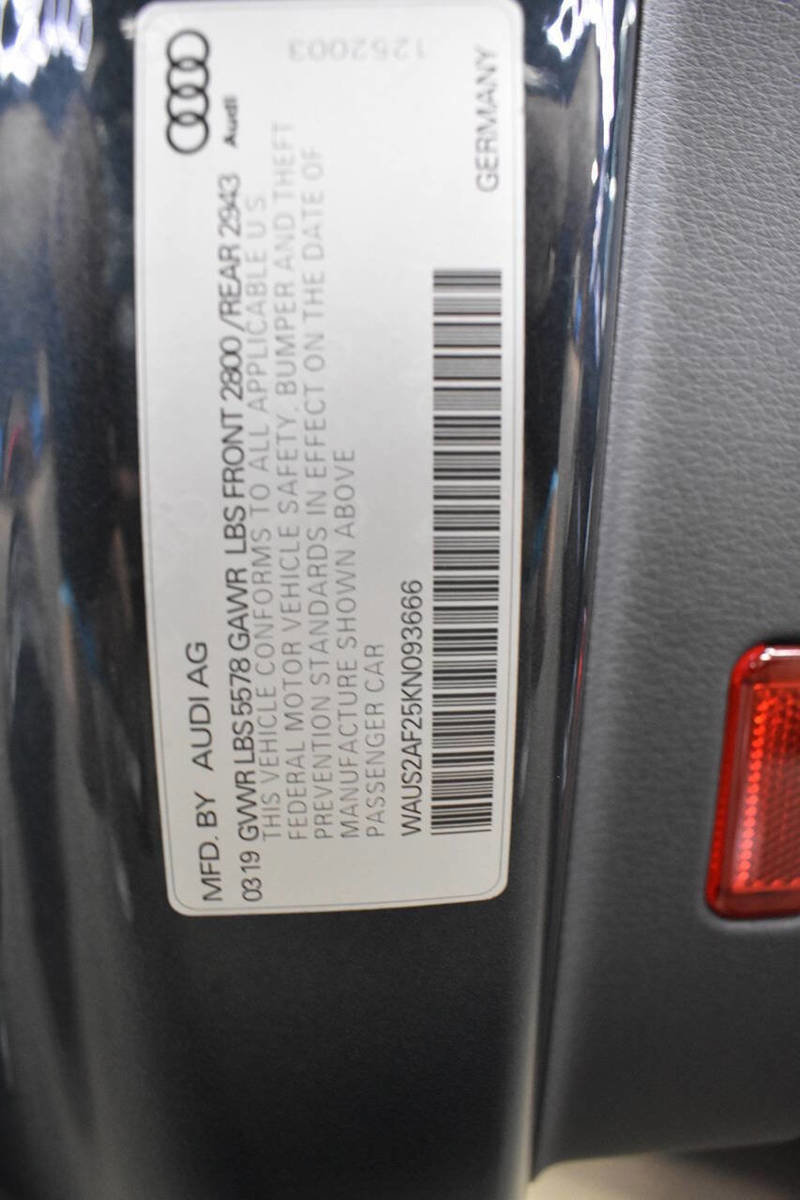 MFD. BY AUDI AG
Audi
03 19 GVWR LBS 5578 GAWR LBS FRONT 2800 /REAR 2943
THIS VEHICLE CONFORMS TO ALL APPLICABLE U S
FEDERAL MOTOR VEHICLE SAFETY, BUMPER AND THEFT
PREVENTION STANDARDS IN EFFECT ON THE DATE OF
MANUFACTURE SHOWN ABOVE
PASSENGER CAR
1252003
WAUS2AF25KN093666
GERMANY